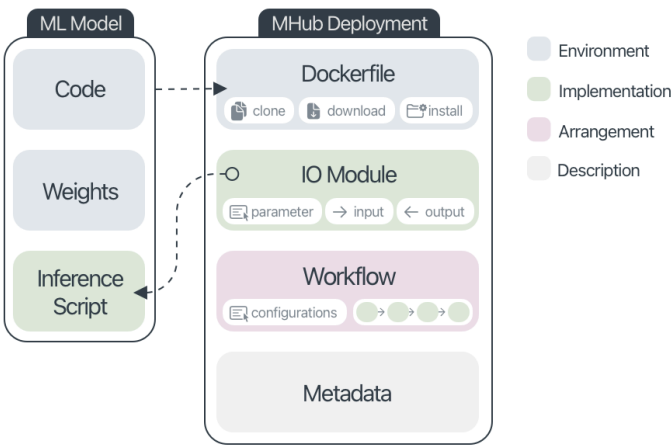 ML Model
Code
Weights
Inference
Script
MHub Deployment
Dockerfile
clone download install
IO Module
parameter input output
Workflow
configurations
Metadata
Environment
Implementation
Arrangement
Description